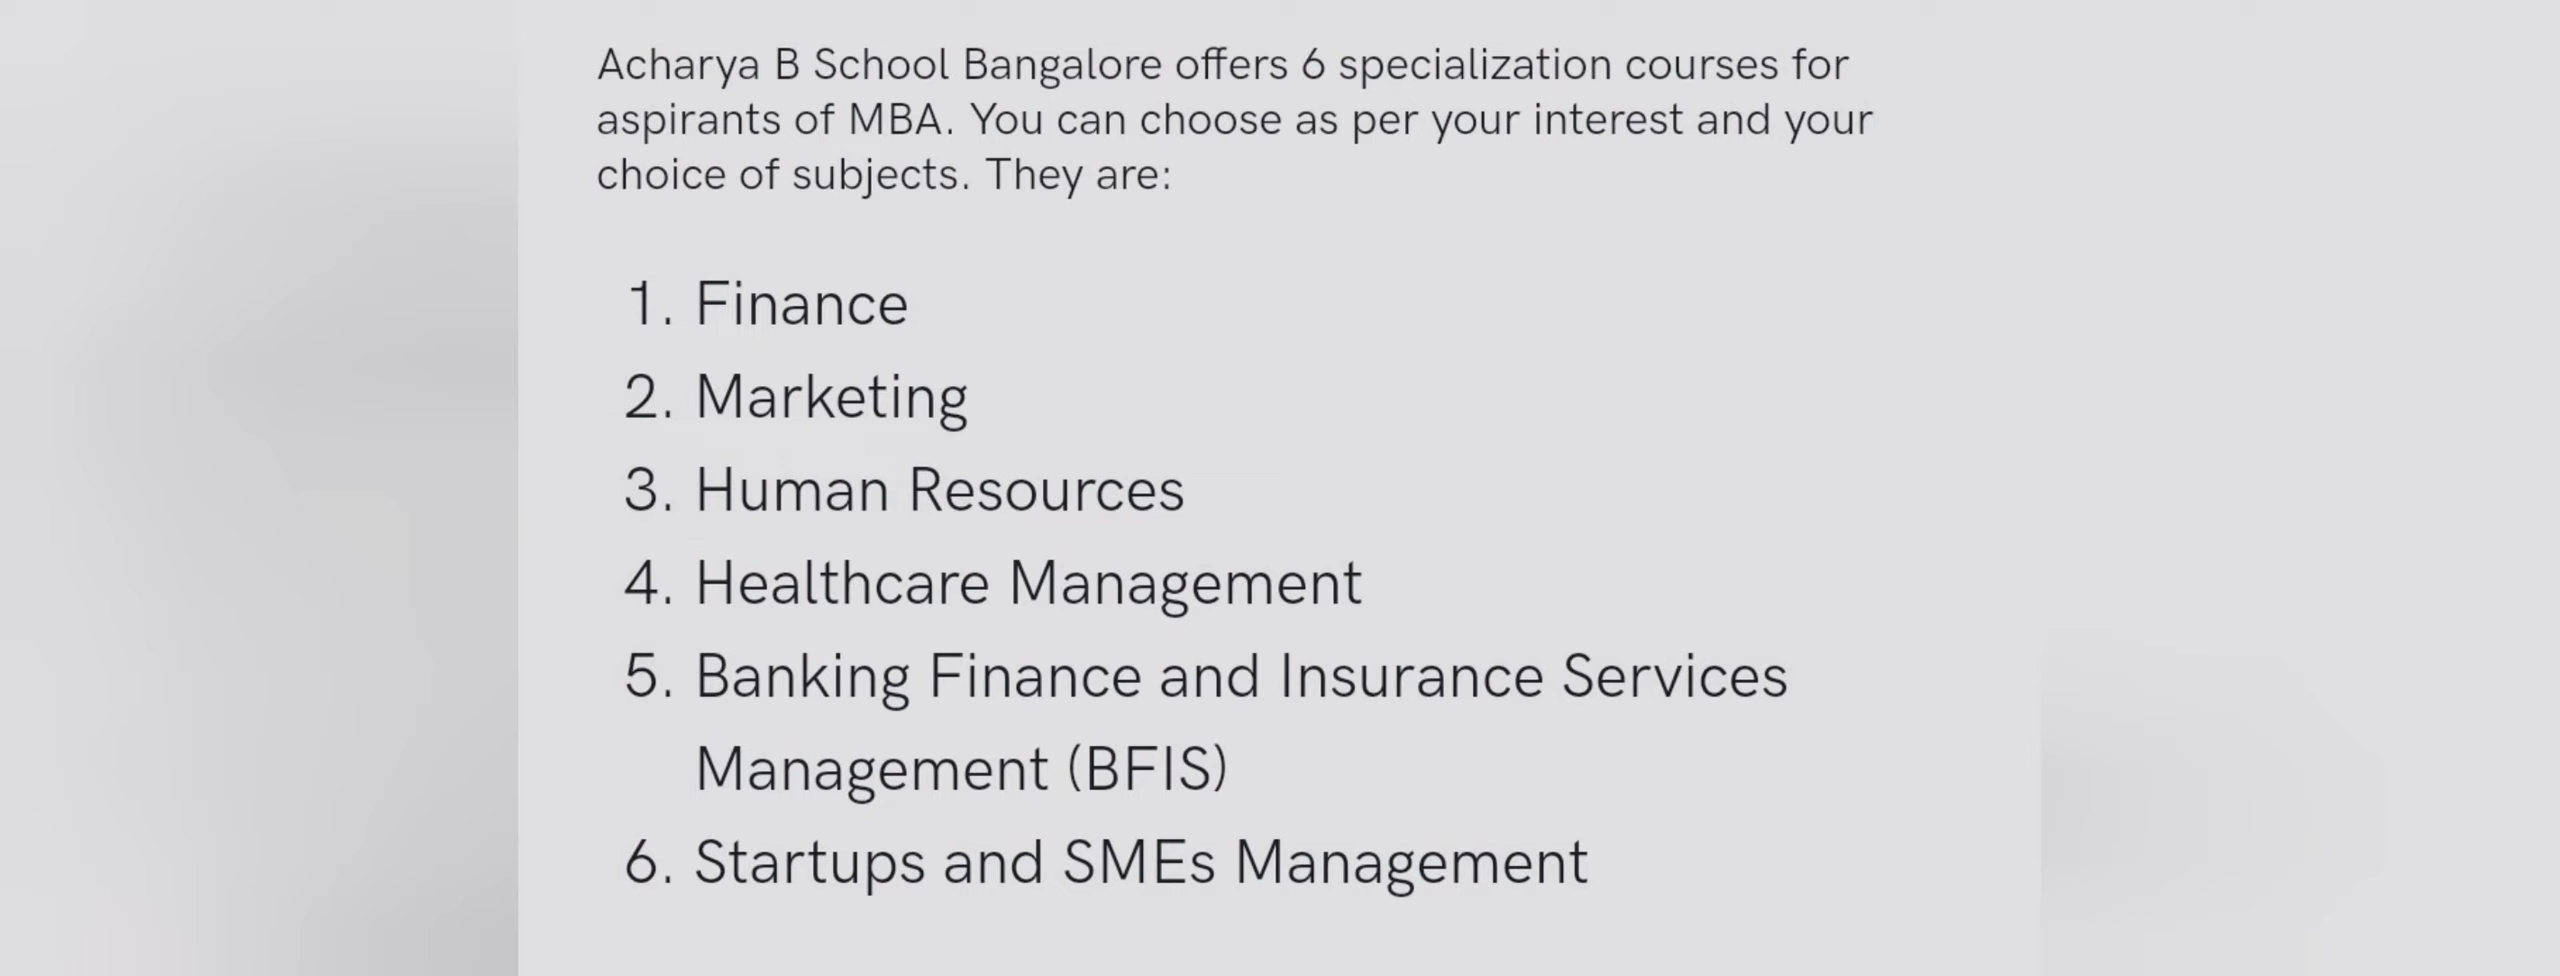 Acharya B School Bangalore offers 6 specialization courses for
aspirants of MBA. You can choose as per your interest and your
choice of subjects. They are:
1. Finance
2. Marketing
3. Human Resources
4. Healthcare Management
5. Banking Finance and Insurance Services
Management (BFIS)
6. Startups and SMEs Management